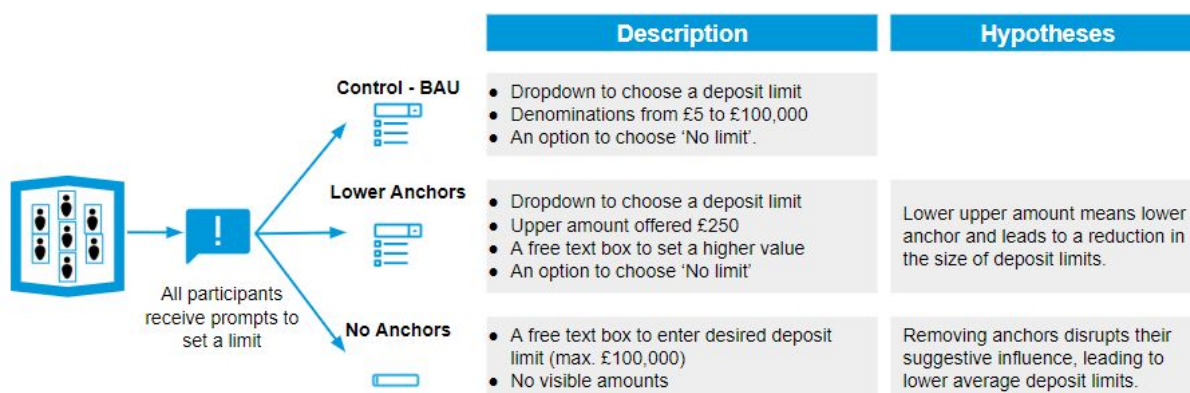 Description
Hypotheses
Control - BAU
● Dropdown to choose a deposit limit
● Denominations from £5 to £100,000
● An option to choose ‘No limit’.
Lower Anchors
● Dropdown to choose a deposit limit
● Upper amount offered £250
● A free text box to set a higher value
● An option to choose ‘No limit’
Lower upper amount means lower
anchor and leads to a reduction in
the size of deposit limits.
!
All participants
receive prompts to
set a limit
No Anchors
● A free text box to enter desired deposit
limit (max. £100,000)
● No visible amounts
Removing anchors disrupts their
suggestive influence, leading to
lower average deposit limits.